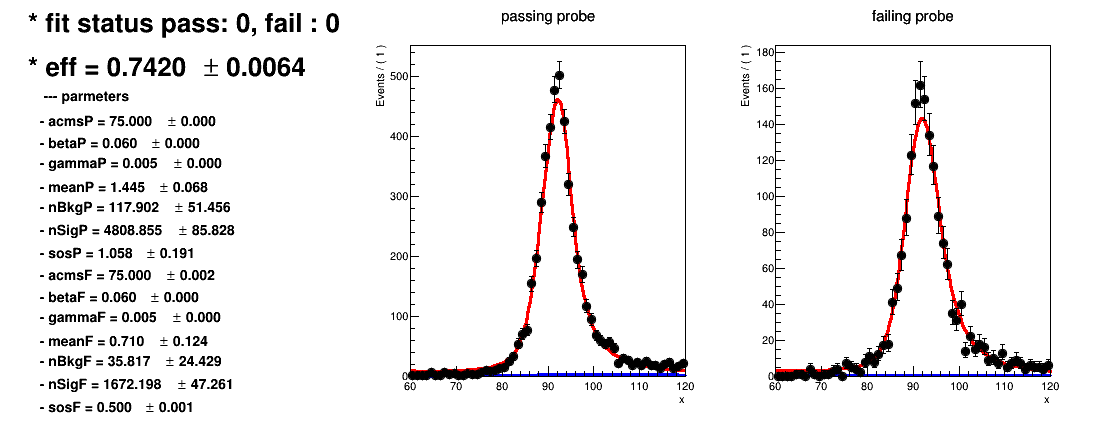 * fit status pass: 0, fail : 0
* eff = 0.7420 ± 0.0064
--- parmeters
- acmsP = 75.000 ± 0.000
- betaP = 0.060 ± 0.000
- gammaP = 0.005 ± 0.000
- meanP = 1.445 ± 0.068
- nBkgP = 117.902 ± 51.456
- nSigP = 4808.855 ± 85.828
- sosP = 1.058 ± 0.191
- acmsF = 75.000 ± 0.002
- betaF = 0.060 ± 0.000
- gammaF = 0.005 ± 0.000
- meanF = 0.710 ± 0.124
- nBkgF = 35.817 ± 24.429
- nSigF = 1672.198 ± 47.261
- sosF = 0.500 ± 0.001
passing probe
Events / ( 1 )
500
400
300
200
100
0
60 70 80 90 100 110 120
x
failing probe
Events / ( 1 )
180
160
140
120
100
80
60
40
20
0
60 70 80 90 100 110 120
x